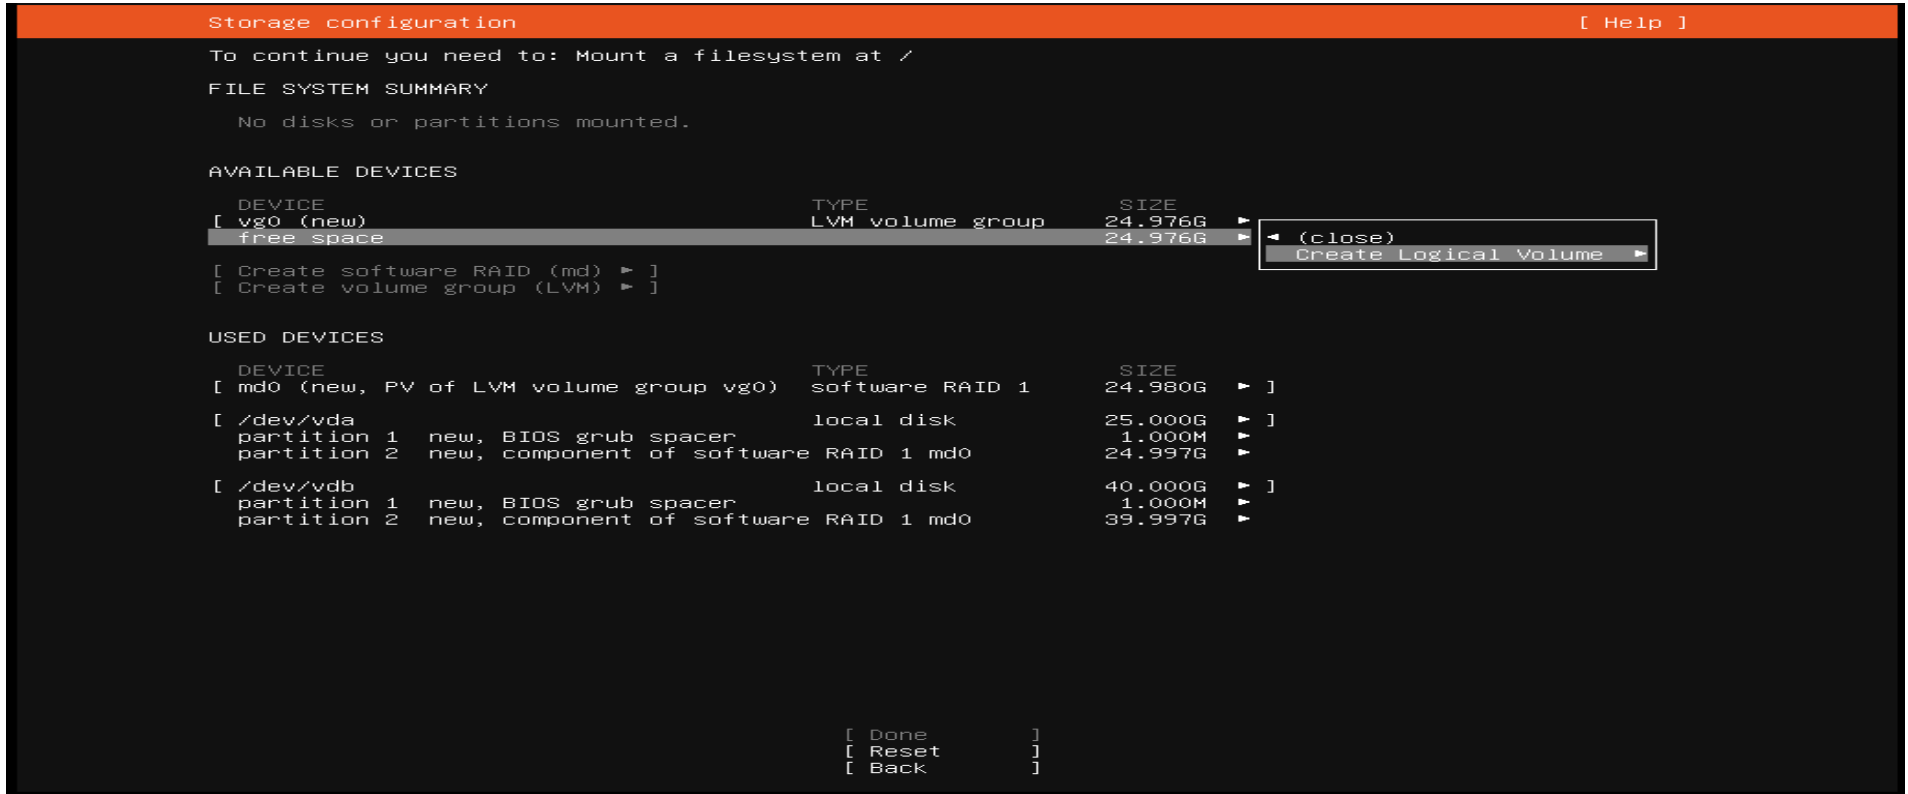 Storage configuration [ Help ]
To continue you need to: Mount a filesystem at /
FILE SYSTEM SUMMARY
No disks or partitions mounted.
AVAILABLE DEVICES
DEVICE TYPE SIZE
[ vg0 (new) LVM volume group 24.976G ►
free space 24.976G ► ◄ (close)
Create Logical Volume ►
[ Create software RAID (md) ► ]
[ Create volume group (LVM) ► ]
USED DEVICES
DEVICE TYPE SIZE
[ md0 (new, PV of LVM volume group vg0) software RAID 1 24.980G ► ]
[ /dev/vda local disk 25.000G ► ]
partition 1 new, BIOS grub spacer 1.000M ►
partition 2 new, component of software RAID 1 md0 24.997G ►
[ /dev/vdb local disk 40.000G ► ]
partition 1 new, BIOS grub spacer 1.000M ►
partition 2 new, component of software RAID 1 md0 39.997G ►
[ Done ]
[ Reset ]
[ Back ]